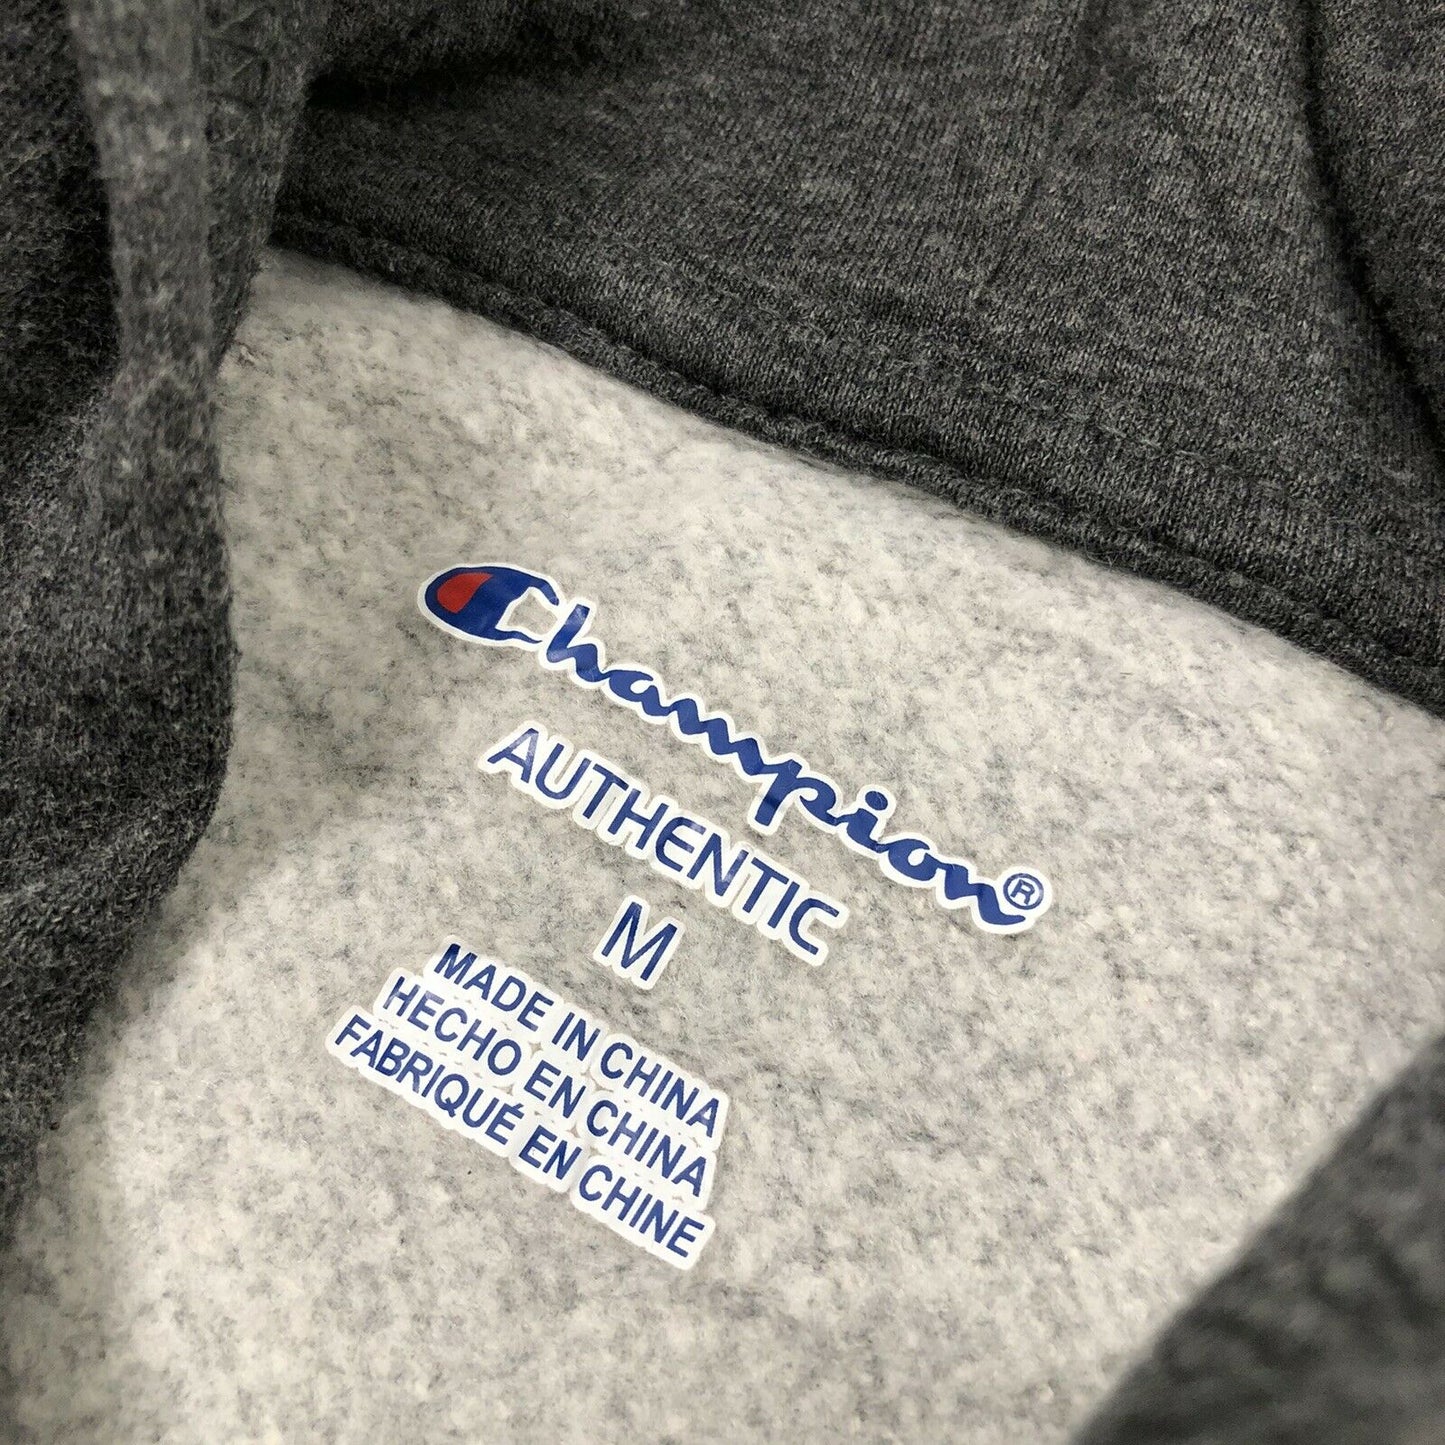 Champion®
AUTHENTIC
M
MADE IN CHINA
HECHO EN CHINA
FABRIQUÉ EN CHINE